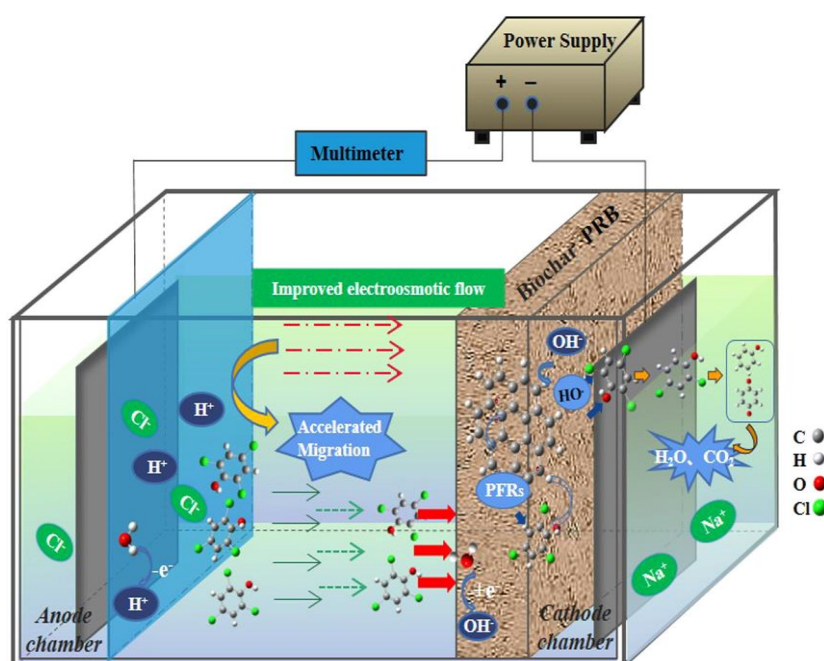 Power Supply
+ −
Multimeter
Biochar -PRB
Improved electroosmotic flow
OH-
HO·
Cl-
H+
Accelerated
Migration
H+
PFRs
H2O、CO2
C
H
O
Cl
Cl-
Cl-
Na+
Na+
-e-
H+
+e
OH-
Anode
chamber
Cathode
chamber